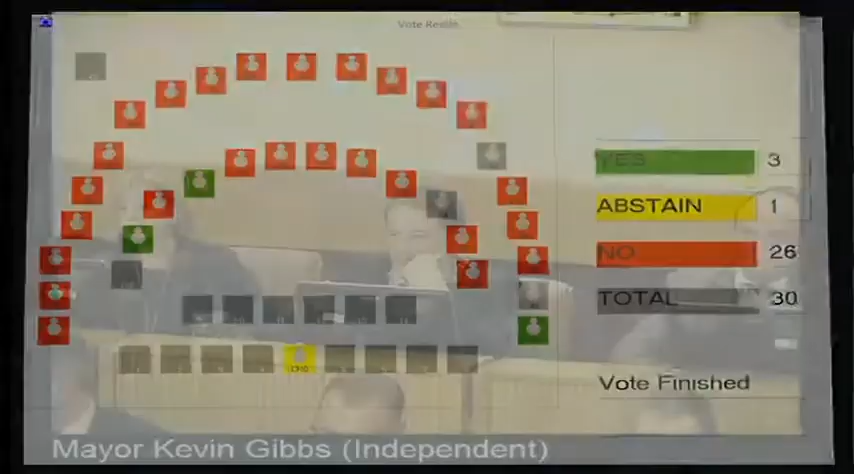 Vote Results
YES 3
ABSTAIN 1
NO 26
TOTAL 30
Vote Finished
Mayor Kevin Gibbs (Independent)